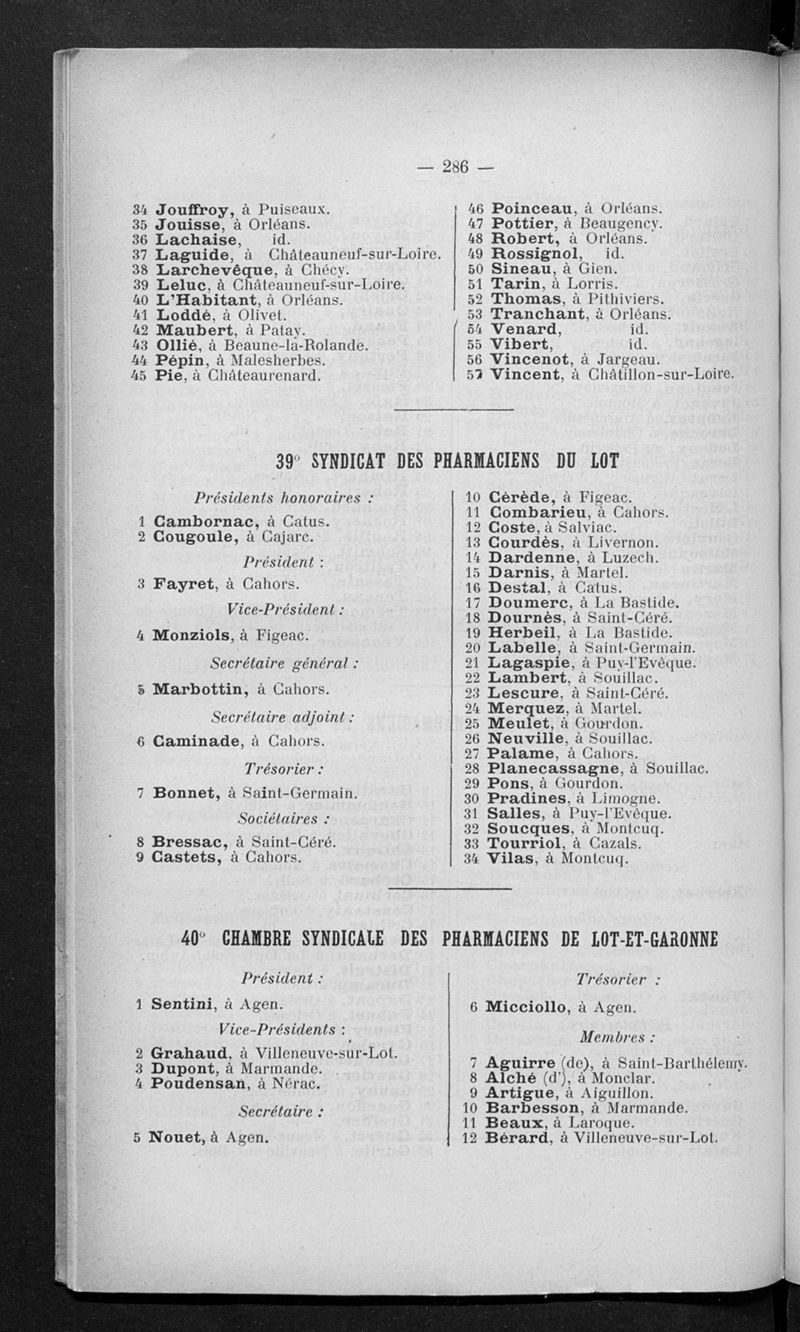 — 286 —
34 Jouffroy, à Puiseaux.
35 Jouisse, à Orléans.
36 Lachaise, id.
37 Laguide, à Châteauneuf-sur-Loire.
38 Larchevêque, à Chécy.
39 Leluc, à Châteauneuf-sur-Loire.
40 L'Habitant, à Orléans.
41 Loddé, à Olivet.
42 Maubert, à Patay.
43 Ollié, à Beaune-la-Rolande.
44 Pépin, à Malesherbes.
45 Pie, à Châteaurenard.
46 Poinceau, à Orléans.
47 Pottier, à Beaugency.
48 Robert, à Orléans.
49 Rossignol, id.
50 Sineau, à Gien.
51 Tarin, à Lorris.
52 Thomas, à Pithiviers.
53 Tranchant, à Orléans.
54 Venard, id.
55 Vibert, id.
56 Vincenot, à Jargeau.
57 Vincent, à Châtillon-sur-Loire.
39° SYNDICAT DES PHARMACIENS DU LOT
Présidents honoraires :
1 Cambornac, à Catus.
2 Cougoule, à Cajarc.
Président :
3 Fayret, à Cahors.
Vice-Président :
4 Monziols, à Figeac.
Secrétaire général :
5 Marbottin, à Cahors.
Secrétaire adjoint :
6 Caminade, à Cahors.
Trésorier :
7 Bonnet, à Saint-Germain.
Sociétaires :
8 Bressac, à Saint-Céré.
9 Castets, à Cahors.
10 Cérède, à Figeac.
11 Combarieu, à Cahors.
12 Coste, à Salviac.
13 Courdès, à Livernon.
14 Dardenne, à Luzech.
15 Darnis, à Martel.
16 Destal, à Catus.
17 Doumerc, à La Bastide.
18 Dournès, à Saint-Céré.
19 Herbeil, à La Bastide.
20 Labelle, à Saint-Germain.
21 Lagaspie, à Puy-l'Evêque.
22 Lambert, à Souillac.
23 Lescure, à Saint-Céré.
24 Merquez, à Martel.
25 Meulet, à Gourdon.
26 Neuville, à Souillac.
27 Palame, à Cahors.
28 Planecassagne, à Souillac.
29 Pons, à Gourdon.
30 Pradines, à Limogne.
31 Salles, à Puy-l'Evêque.
32 Soucques, à Montcuq.
33 Tourriol, à Cazals.
34 Vilas, à Montcuq.
40° CHAMBRE SYNDICALE DES PHARMACIENS DE LOT-ET-GARONNE
Président :
1 Sentini, à Agen.
Vice-Présidents :
2 Grahaud, à Villeneuve-sur-Lot.
3 Dupont, à Marmande.
4 Poudensan, à Nérac.
Secrétaire :
5 Nouet, à Agen.
Trésorier :
6 Micciollo, à Agen.
Membres :
7 Aguirre (de), à Saint-Barthélemy.
8 Alché (d'), à Monclar.
9 Artigue, à Aiguillon.
10 Barbesson, à Marmande.
11 Beaux, à Laroque.
12 Bérard, à Villeneuve-sur-Lot.